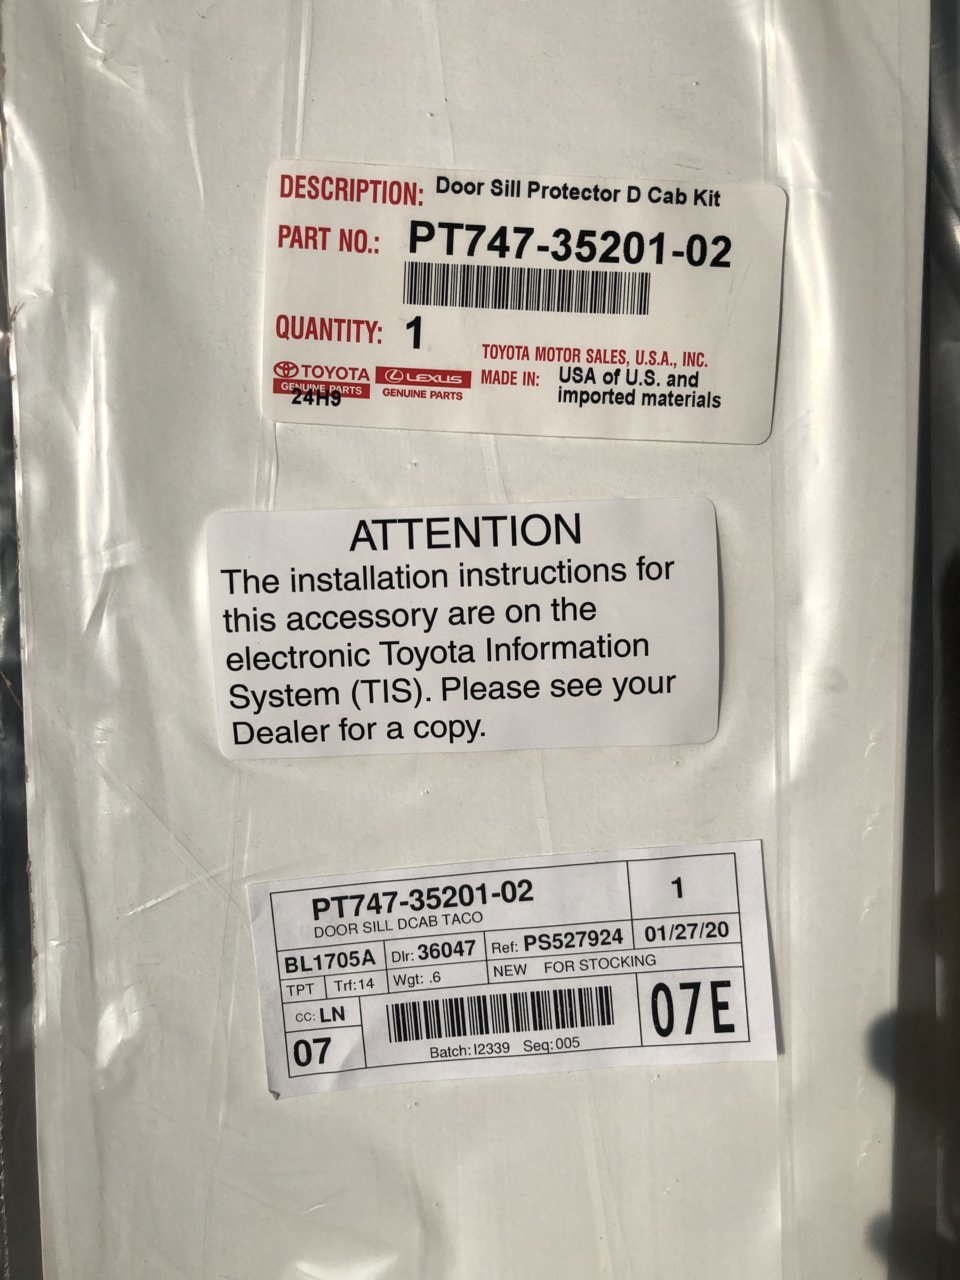 DESCRIPTION: Door Sill Protector D Cab Kit
PART NO.: PT747-35201-02
QUANTITY: 1
TOYOTA MOTOR SALES, U.S.A., INC.
TOYOTA LEXUS MADE IN: USA of U.S. and
GENUINE PARTS GENUINE PARTS imported materials
24H9
ATTENTION
The installation instructions for
this accessory are on the
electronic Toyota Information
System (TIS). Please see your
Dealer for a copy.
PT747-35201-02 1
DOOR SILL DCAB TACO
BL1705A Dlr: 36047 Ref: PS527924 01/27/20
TPT Trf:14 Wgt: .6 NEW FOR STOCKING
CC: LN
07 07E
Batch:I2339 Seq:005